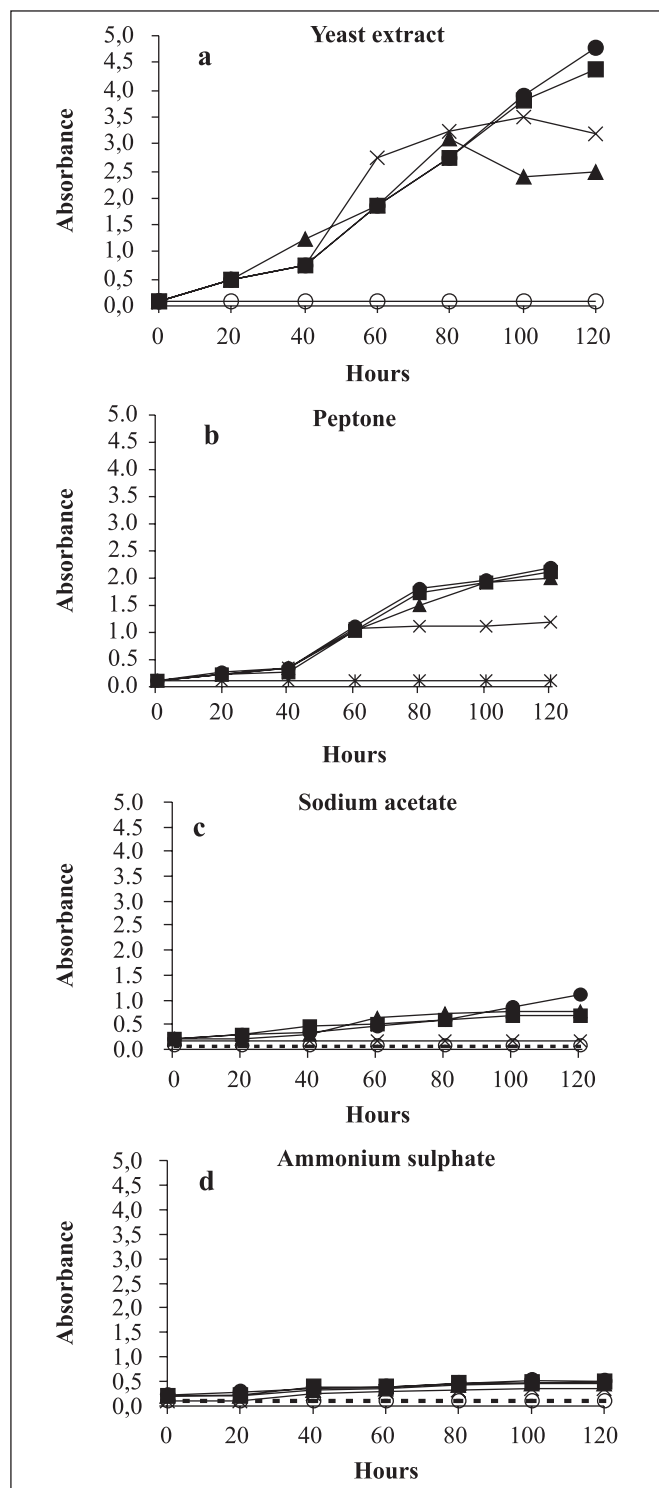 Yeast extract
a
5,0
4,5
4,0
3,5
3,0
2,5
2,0
1,5
1,0
0,5
0,0
Absorbance
0 20 40 60 80 100 120
Hours
Peptone
b
5.0
4.5
4.0
3.5
3.0
2.5
2.0
1.5
1.0
0.5
0.0
Absorbance
0 20 40 60 80 100 120
Hours
Sodium acetate
c
5.0
4.5
4.0
3.5
3.0
2.5
2.0
1.5
1.0
0.5
0.0
Absorbance
0 20 40 60 80 100 120
Hours
Ammonium sulphate
d
5,0
4,5
4,0
3,5
3,0
2,5
2,0
1,5
1,0
0,5
0,0
Absorbance
0 20 40 60 80 100 120
Hours